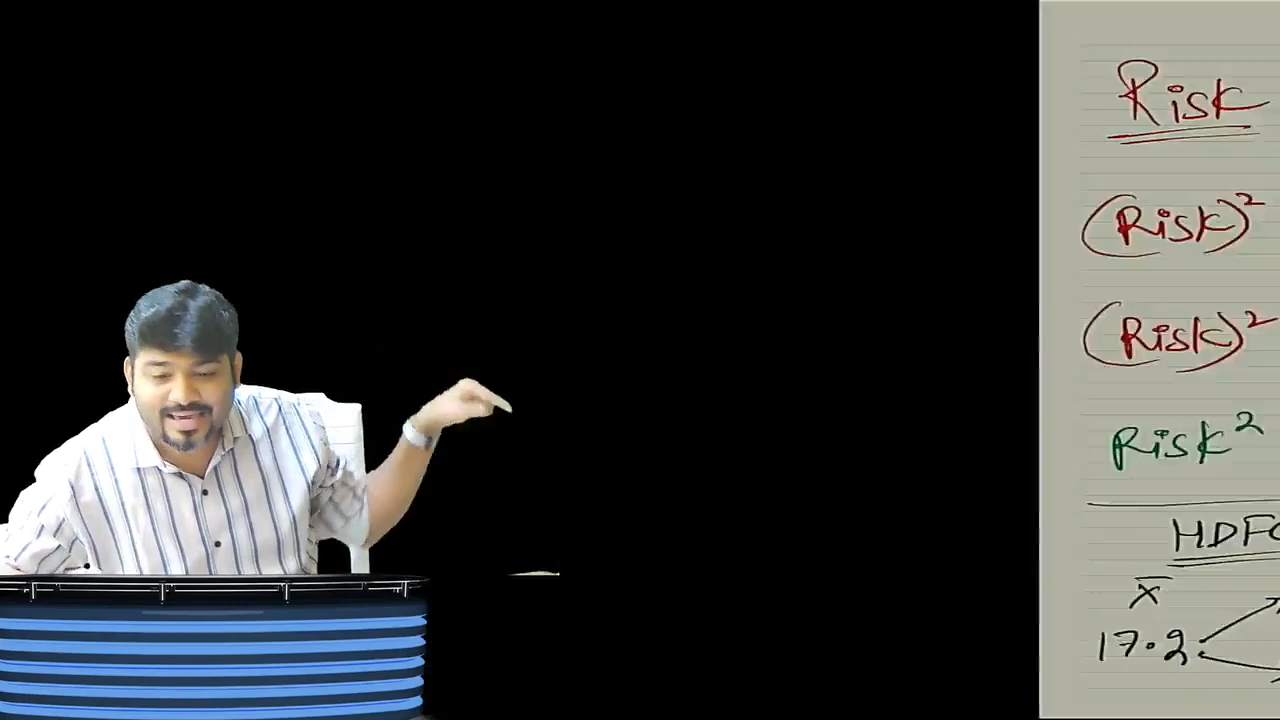 Risk
(Risk)²
(Risk)²
Risk²
HDFC
x̄
17.2